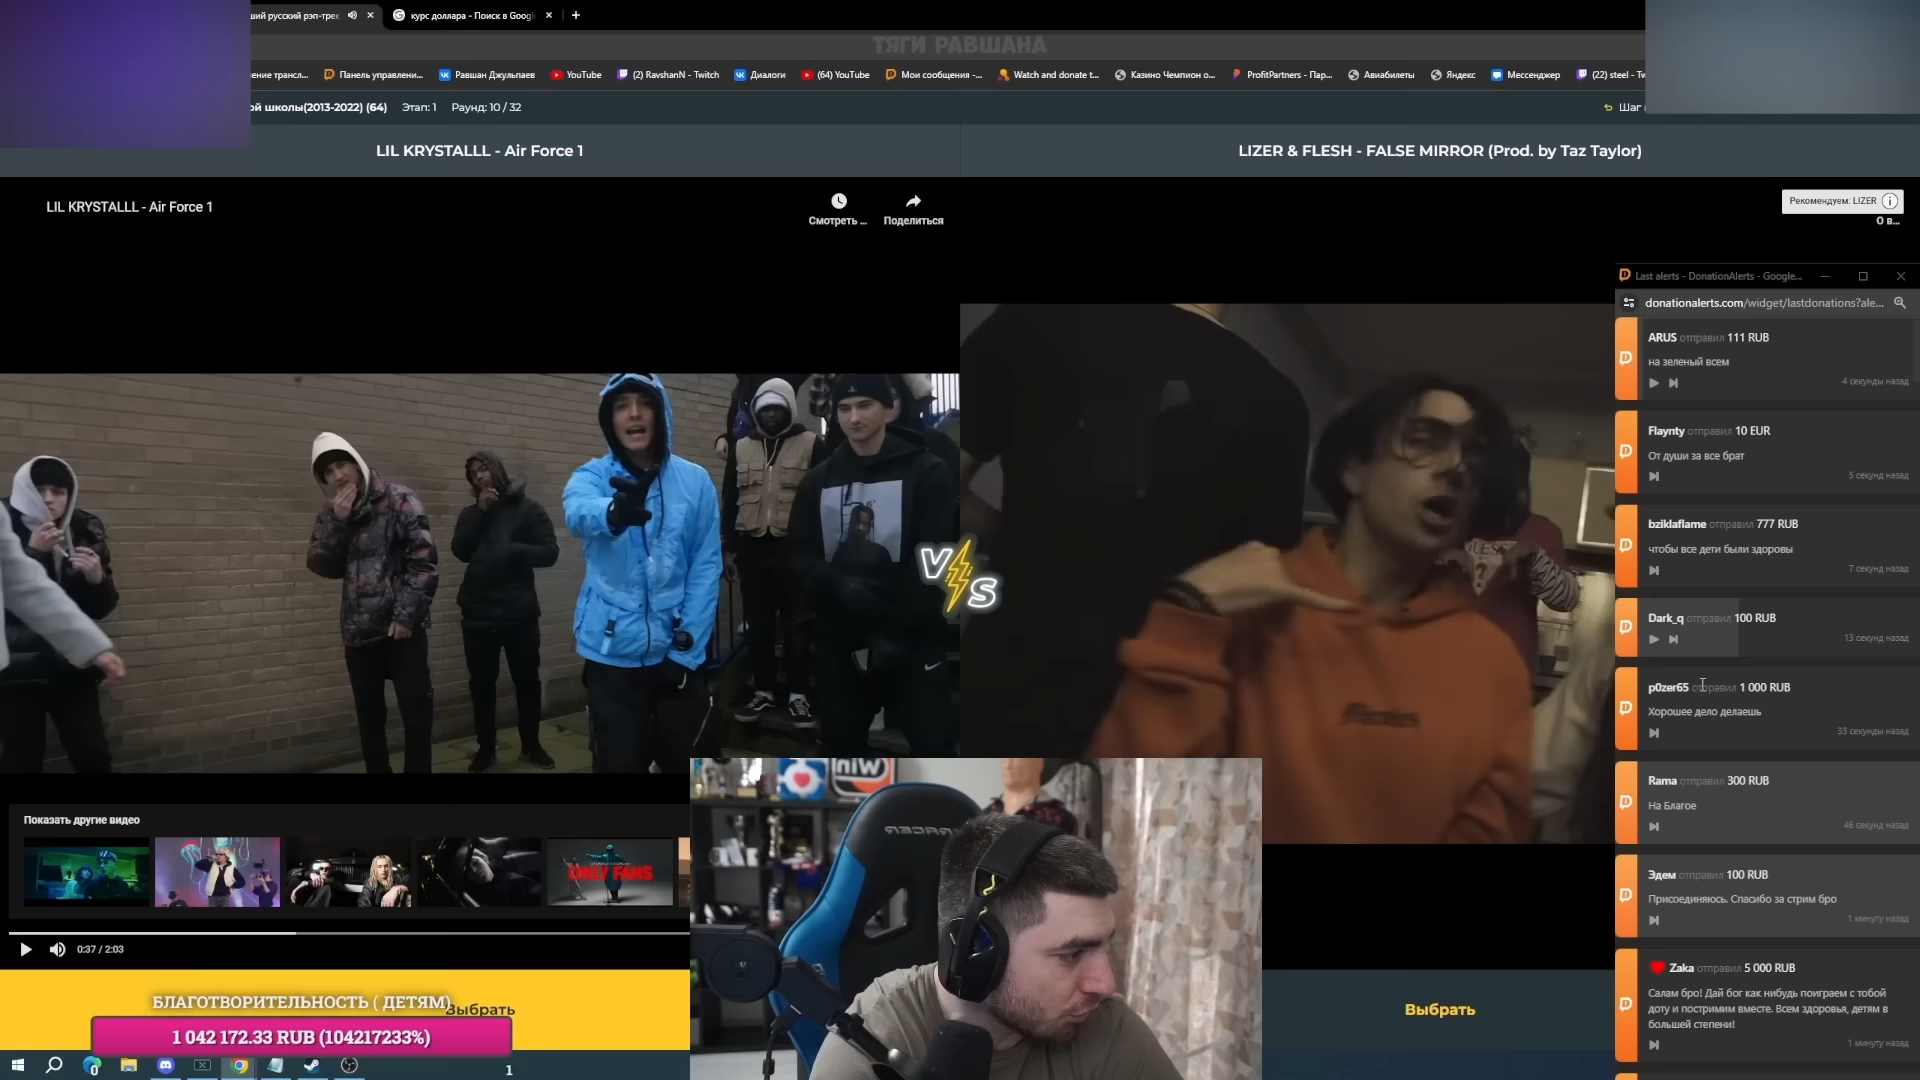 ший русский рэп-трек
курс доллара - Поиск в Googl
ТЯГИ РАВШАНА
ение трансл...
Панель управлени...
Равшан Джульпаев
YouTube
(2) RavshanN - Twitch
Диалоги
(64) YouTube
Мои сообщения -...
Watch and donate t...
Казино Чемпион о...
ProfitPartners - Пар...
Авиабилеты
Яндекс
Мессенджер
(22) steel - Tw
ой школы(2013-2022) (64)
Этап: 1
Раунд: 10 / 32
Шаг
LIL KRYSTALLL - Air Force 1
LIZER & FLESH - FALSE MIRROR (Prod. by Taz Taylor)
LIL KRYSTALLL - Air Force 1
Смотреть ...
Поделиться
Рекомендуем: LIZER
О в...
Last alerts - DonationAlerts - Google...
donationalerts.com/widget/lastdonations?ale...
ARUS отправил 111 RUB
на зеленый всем
4 секунды назад
Flaynty отправил 10 EUR
От души за все брат
5 секунд назад
bziklaflame отправил 777 RUB
чтобы все дети были здоровы
7 секунд назад
Dark_q отправил 100 RUB
13 секунд назад
p0zer65 отправил 1 000 RUB
Хорошее дело делаешь
33 секунды назад
Rama отправил 300 RUB
На Благое
46 секунд назад
Эдем отправил 100 RUB
Присоединяюсь. Спасибо за стрим бро
1 минуту назад
Zaka отправил 5 000 RUB
Салам бро! Дай бог как нибудь поиграем с тобой
доту и постримим вместе. Всем здоровья, детям в
большей степени!
1 минуту назад
VS
Показать другие видео
ONLY FANS
0:37 / 2:03
БЛАГОТВОРИТЕЛЬНОСТЬ ( ДЕТЯМ)
Выбрать
1 042 172.33 RUB (104217233%)
Выбрать
1